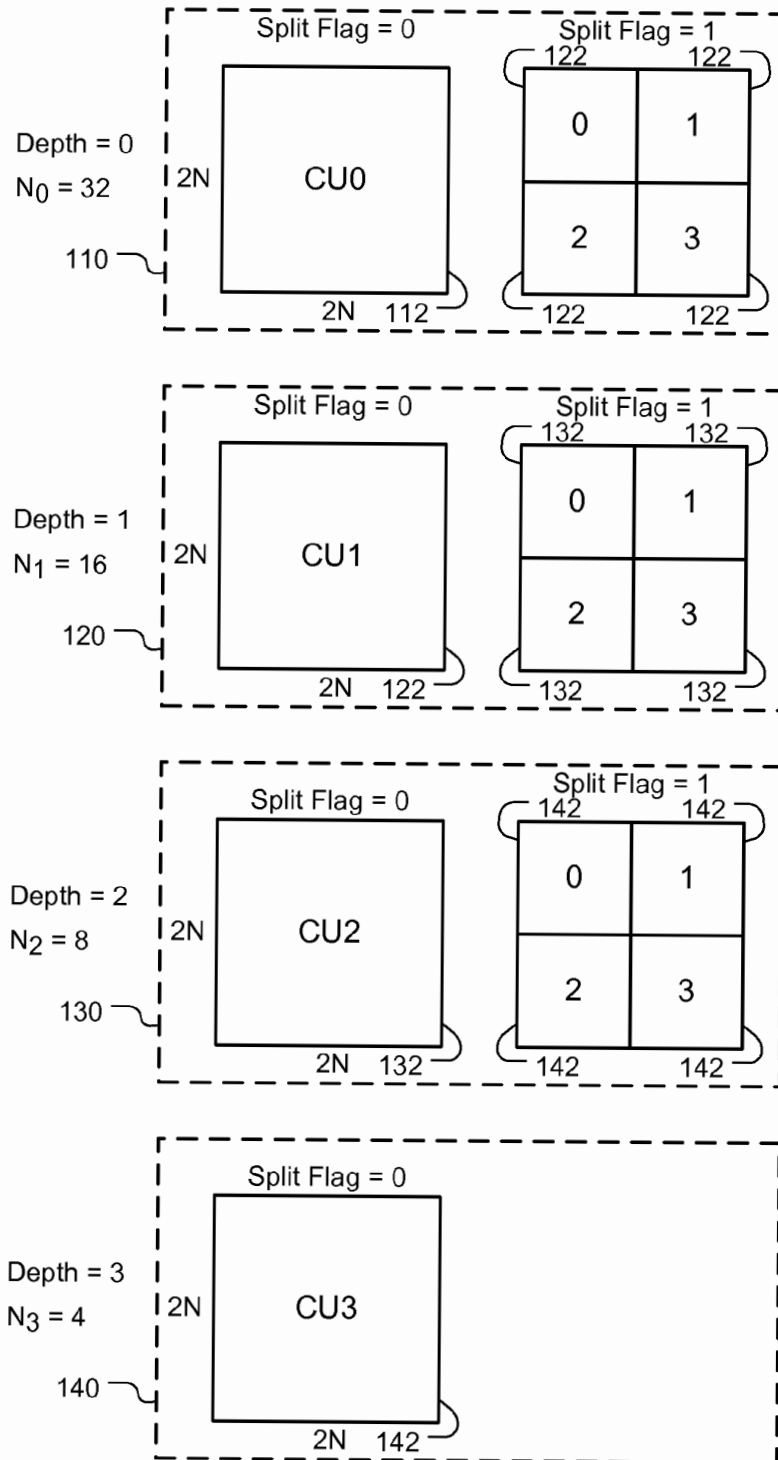 Split Flag = 0
Split Flag = 1
122 122
0 1
Depth = 0
N0 = 32
2N
CU0
2 3
110
2N 112
122 122
Split Flag = 0
Split Flag = 1
132 132
0 1
Depth = 1
N1 = 16
2N
CU1
2 3
120
2N 122
132 132
Split Flag = 0
Split Flag = 1
142 142
0 1
Depth = 2
N2 = 8
2N
CU2
2 3
130
2N 132
142 142
Split Flag = 0
Depth = 3
N3 = 4
2N
CU3
140
2N 142